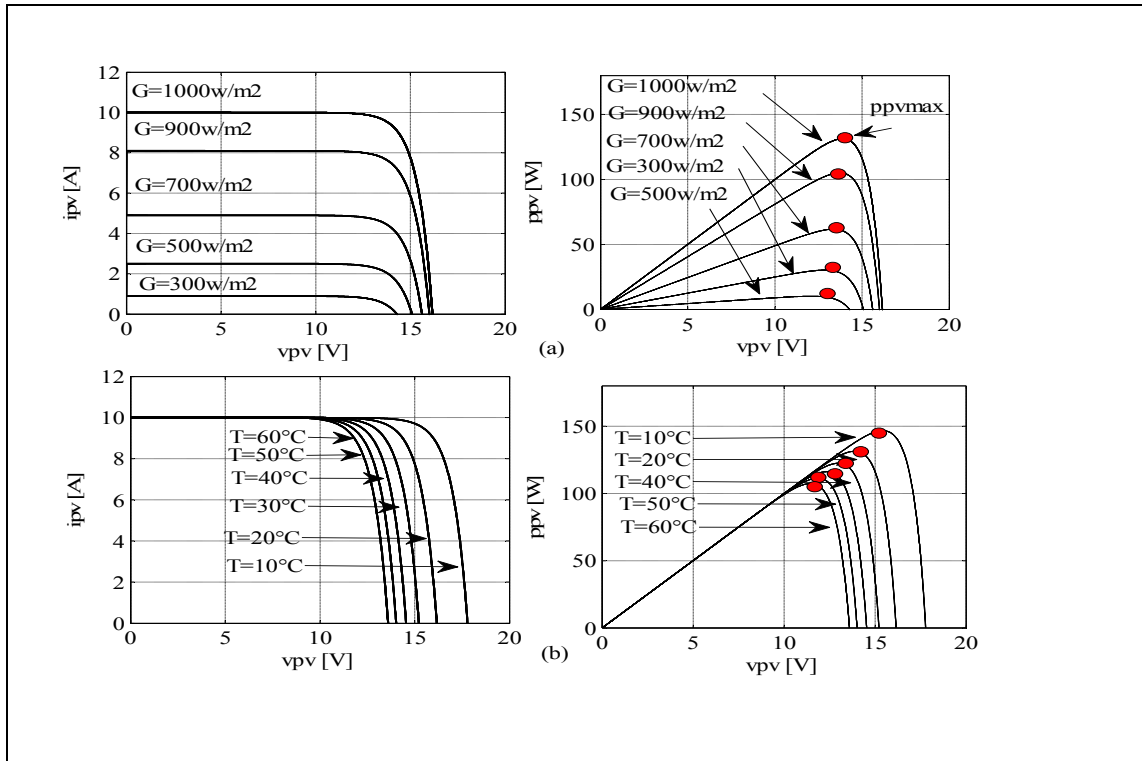 12
10
8
6
4
2
0
ipv [A]
G=1000w/m2
G=900w/m2
G=700w/m2
G=500w/m2
G=300w/m2
0
5
10
15
20
vpv [V]
150
100
50
0
ppv [W]
G=1000w/m2
G=900w/m2
G=700w/m2
G=300w/m2
G=500w/m2
ppvmax
0
10
15
20
vpv [V]
(a)
12
10
8
6
4
2
0
ipv [A]
T=60°C
T=50°C
T=40°C
T=30°C
T=20°C
T=10°C
0
5
10
15
20
vpv [V]
150
100
50
0
ppv [W]
T=10°C
T=20°C
T=40°C
T=50°C
T=60°C
0
5
10
15
20
vpv [V]
(b)